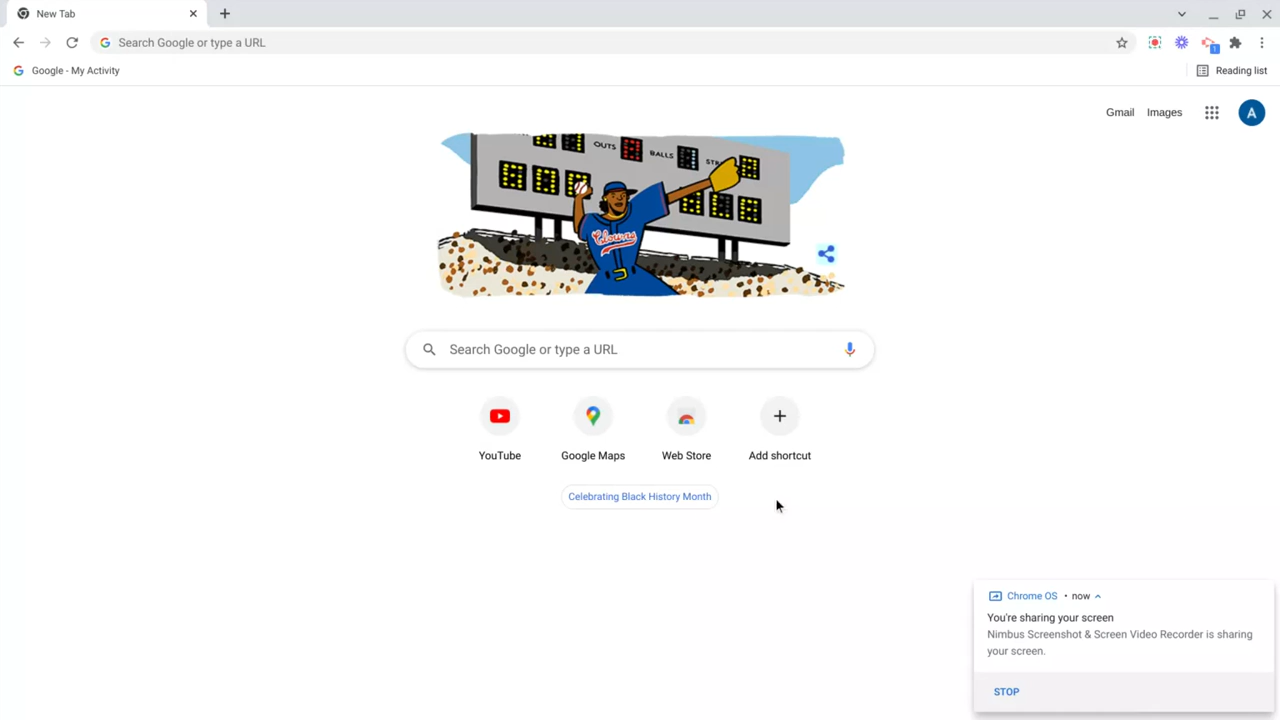 New Tab
Search Google or type a URL
Google - My Activity
Reading list
Gmail
Images
A
OUTS
BALLS
Clowns
Search Google or type a URL
YouTube
Google Maps
Web Store
Add shortcut
Celebrating Black History Month
Chrome OS • now
You're sharing your screen
Nimbus Screenshot & Screen Video Recorder is sharing
your screen.
STOP
1